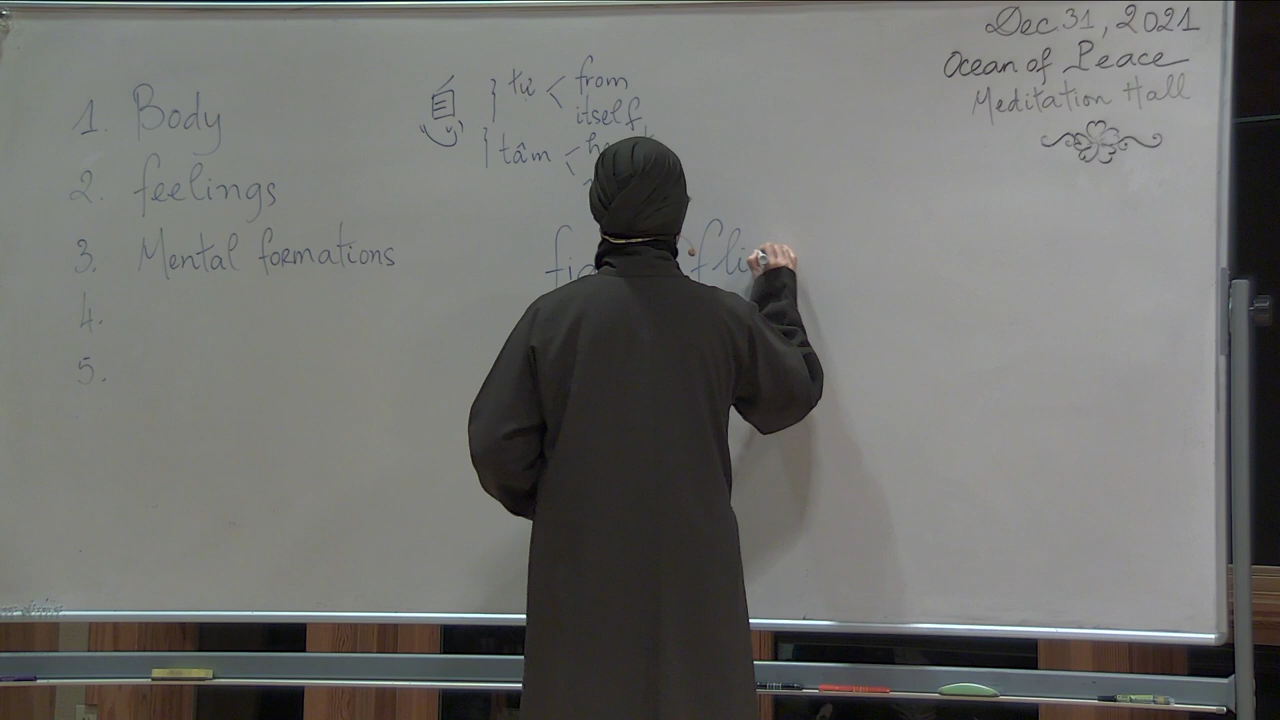 Dec. 31, 2021
Ocean of Peace
Meditation Hall
1. Body
2. feelings
3. Mental formations
4.
5.
tự < from
itself
tâm <